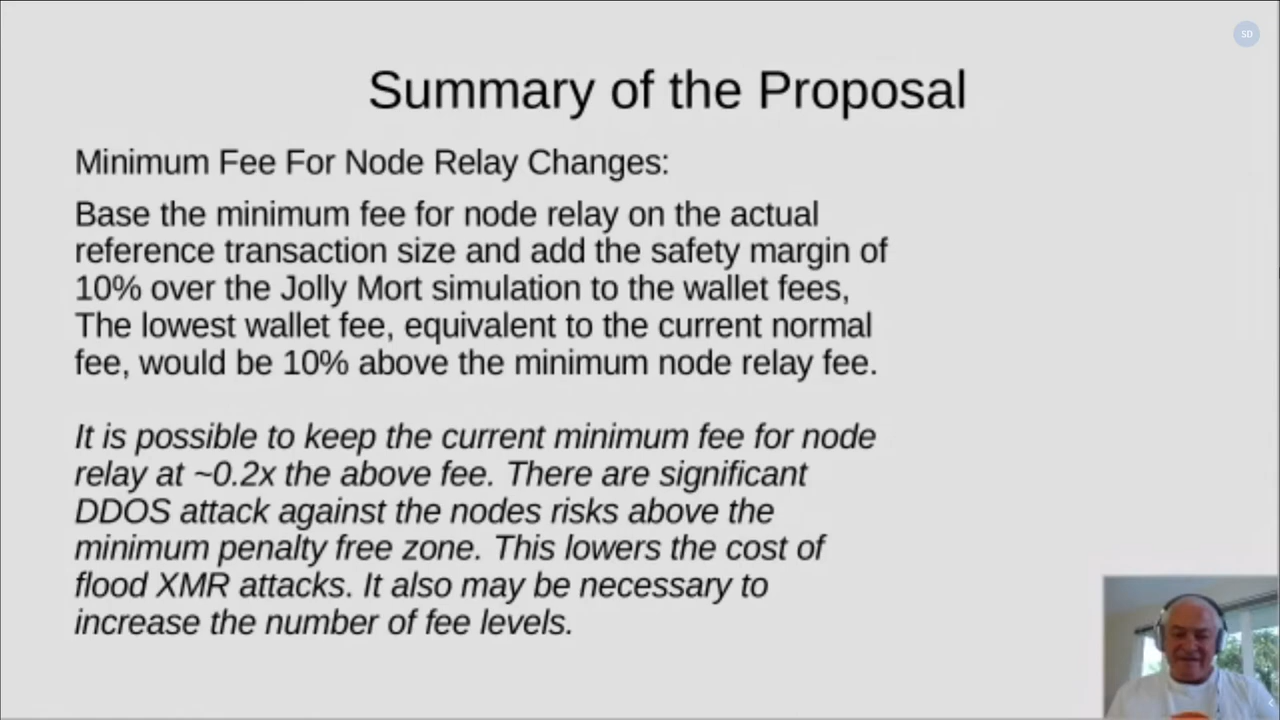 SD
Summary of the Proposal
Minimum Fee For Node Relay Changes:
Base the minimum fee for node relay on the actual
reference transaction size and add the safety margin of
10% over the Jolly Mort simulation to the wallet fees,
The lowest wallet fee, equivalent to the current normal
fee, would be 10% above the minimum node relay fee.
It is possible to keep the current minimum fee for node
relay at ~0.2x the above fee. There are significant
DDOS attack against the nodes risks above the
minimum penalty free zone. This lowers the cost of
flood XMR attacks. It also may be necessary to
increase the number of fee levels.